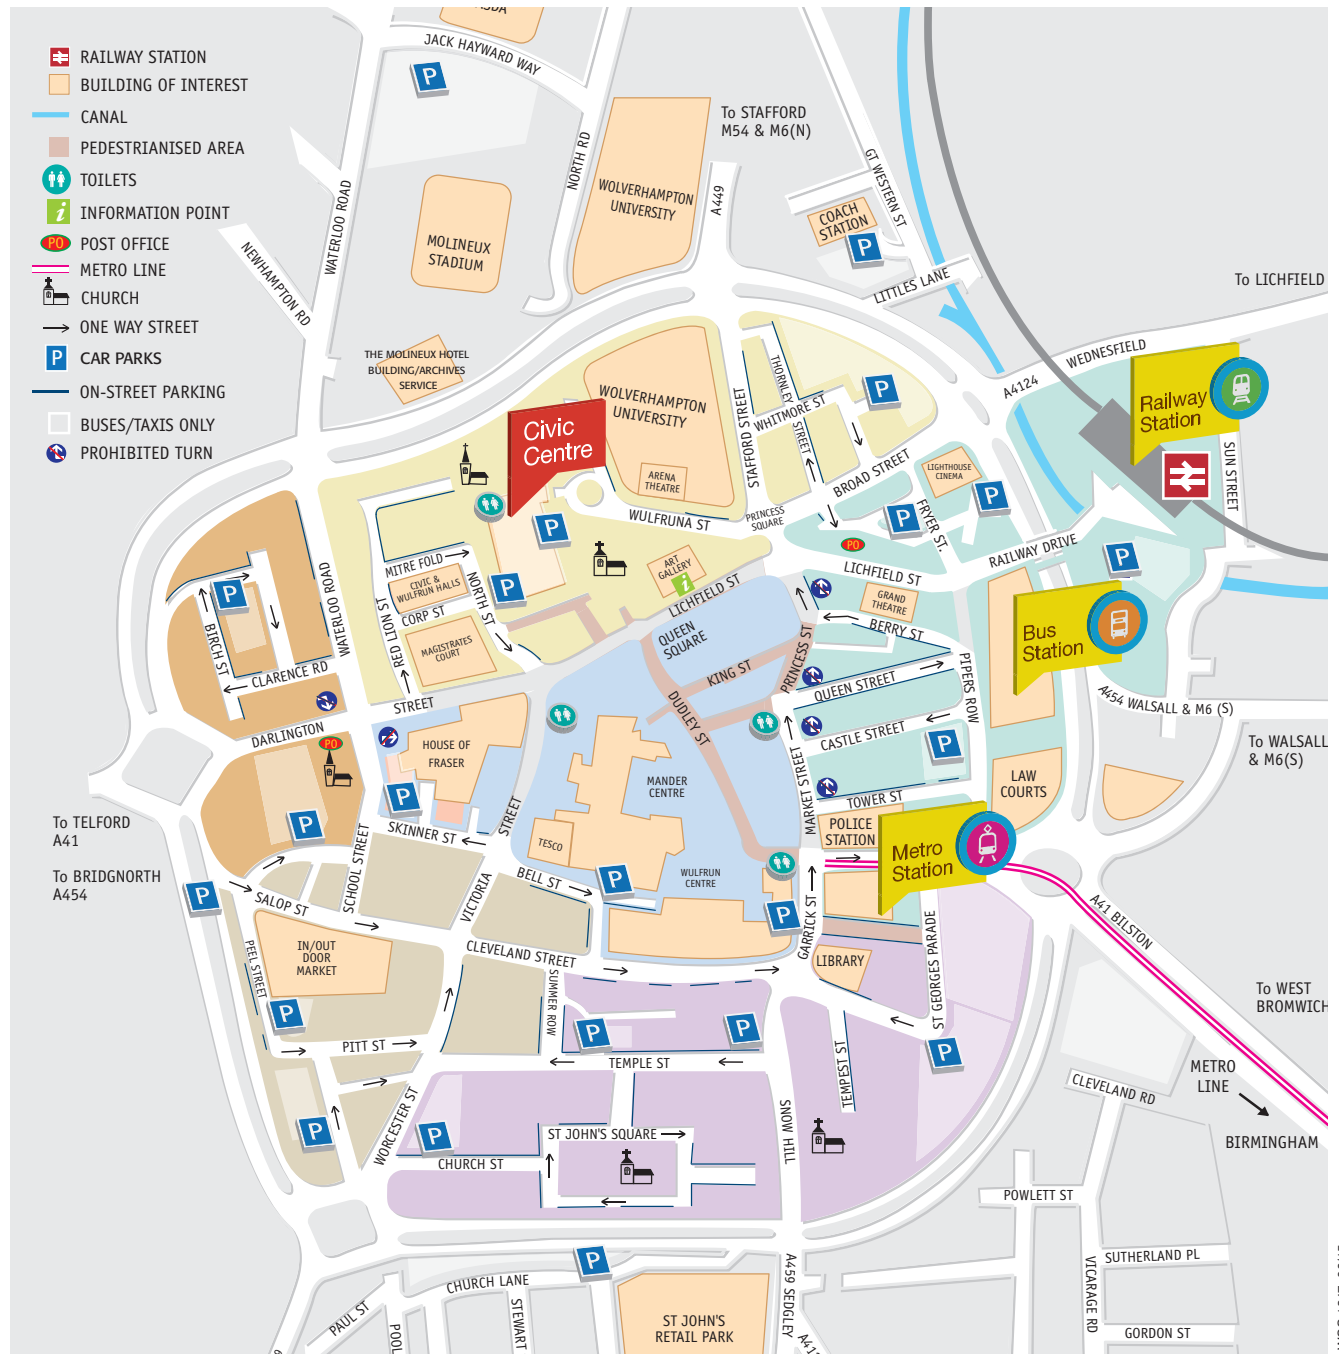 RAILWAY STATION
BUILDING OF INTEREST
CANAL
PEDESTRIANISED AREA
TOILETS
i
INFORMATION POINT
PO
POST OFFICE
METRO LINE
CHURCH
ONE WAY STREET
P
CAR PARKS
ON-STREET PARKING
BUSES/TAXIS ONLY
PROHIBITED TURN
JACK HAYWARD WAY
P
To STAFFORD
M54 & M6(N)
NORTH RD
WATERLOO ROAD
NEWHAMPTON RD
MOLINEUX
STADIUM
WOLVERHAMPTON
UNIVERSITY
A449
GT WESTERN ST
COACH
STATION
P
LITTLES LANE
To LICHFIELD
WEDNESFIELD
A4124
THE MOLINEUX HOTEL
BUILDING/ARCHIVES
SERVICE
WOLVERHAMPTON
UNIVERSITY
ARENA
THEATRE
STAFFORD STREET
THORNLEY
STREET
WHITMORE ST
P
BROAD STREET
LIGHTHOUSE
CINEMA
P
P
FRYER ST.
Railway
Station
SUN STREET
Civic
Centre
P
WULFRUNA ST
PRINCESS
SQUARE
PO
RAILWAY DRIVE
P
LICHFIELD ST
MITRE FOLD
CIVIC &
WULFRUN HALLS
CORP ST
NORTH ST
P
RED LION ST
MAGISTRATES
COURT
ART
GALLERY
i
LICHFIELD ST
QUEEN
SQUARE
GRAND
THEATRE
BERRY ST
Bus
Station
P
BIRCH ST
CLARENCE RD
WATERLOO ROAD
DARLINGTON
STREET
PO
KING ST
PRINCESS ST
QUEEN STREET
PIPERS ROW
DUDLEY ST
CASTLE STREET
P
A454 WALSALL & M6 (S)
To WALSALL
& M6(S)
HOUSE OF
FRASER
P
MANDER
CENTRE
MARKET STREET
TOWER ST
LAW
COURTS
POLICE
STATION
Metro
Station
To TELFORD
A41
To BRIDGNORTH
A454
P
SKINNER ST
STREET
VICTORIA
TESCO
BELL ST
P
WULFRUN
CENTRE
P
P
SALOP ST
SCHOOL STREET
GARRICK ST
A41 BILSTON
IN/OUT
DOOR
MARKET
PEEL STREET
CLEVELAND STREET
LIBRARY
ST GEORGES PARADE
SUMMER ROW
P
P
P
P
PITT ST
TEMPLE ST
TEMPEST ST
To WEST
BROMWICH
METRO
LINE
BIRMINGHAM
CLEVELAND RD
P
WORCESTER ST
P
ST JOHN'S SQUARE
CHURCH ST
SNOW HILL
POWLETT ST
P
CHURCH LANE
PAUL ST
STEWART
ST JOHN'S
RETAIL PARK
A459 SEDGLEY
VICARAGE RD
SUTHERLAND PL
GORDON ST
POOL